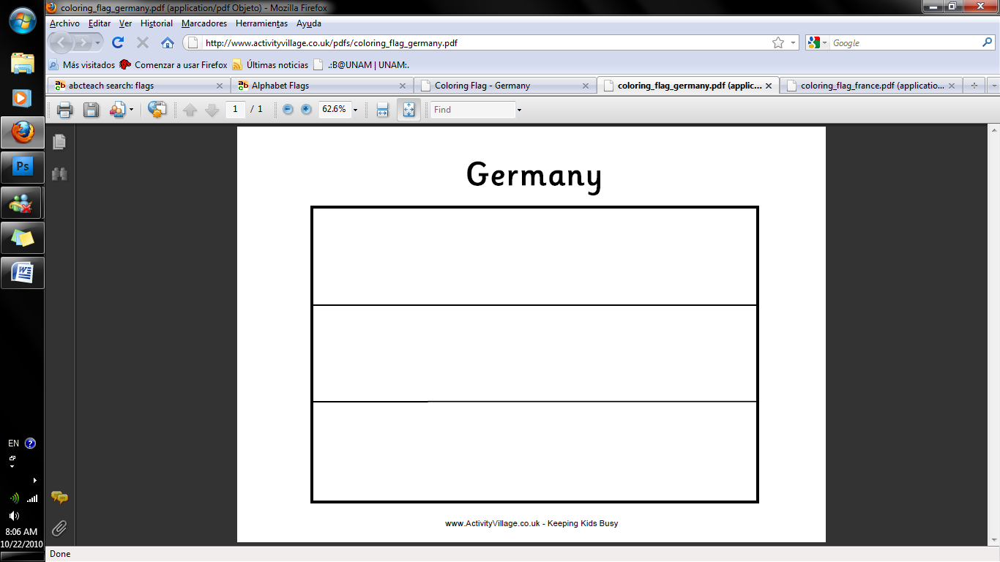 coloring_flag_germany.pdf (application/pdf Objeto) - Mozilla Firefox
Archivo Editar Ver Historial Marcadores Herramientas Ayuda
http://www.activityvillage.co.uk/pdfs/coloring_flag_germany.pdf
Google
Más visitados Comenzar a usar Firefox Últimas noticias .:B@UNAM | UNAM:.
abcteach search: flags
Alphabet Flags
Coloring Flag - Germany
coloring_flag_germany.pdf (applic...
coloring_flag_france.pdf (applicatio...
1 / 1 62.6% Find
Ps
W
Germany
www.ActivityVillage.co.uk - Keeping Kids Busy
EN
8:06 AM
10/22/2010
Done